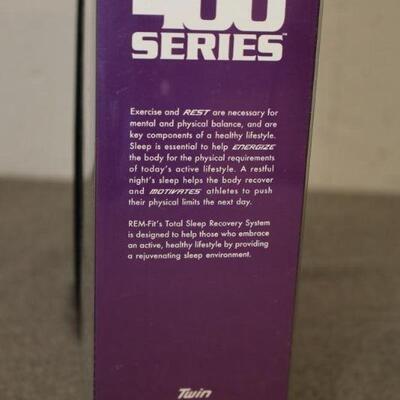 400
SERIES™
Exercise and REST are necessary for
mental and physical balance, and are
key components of a healthy lifestyle.
Sleep is essential to help ENERGIZE
the body for the physical requirements
of today's active lifestyle. A restful
night's sleep helps the body recover
and MOTIVATES athletes to push
their physical limits the next day.
REM-Fit's Total Sleep Recovery System
is designed to help those who embrace
an active, healthy lifestyle by providing
a rejuvenating sleep environment.
Twin